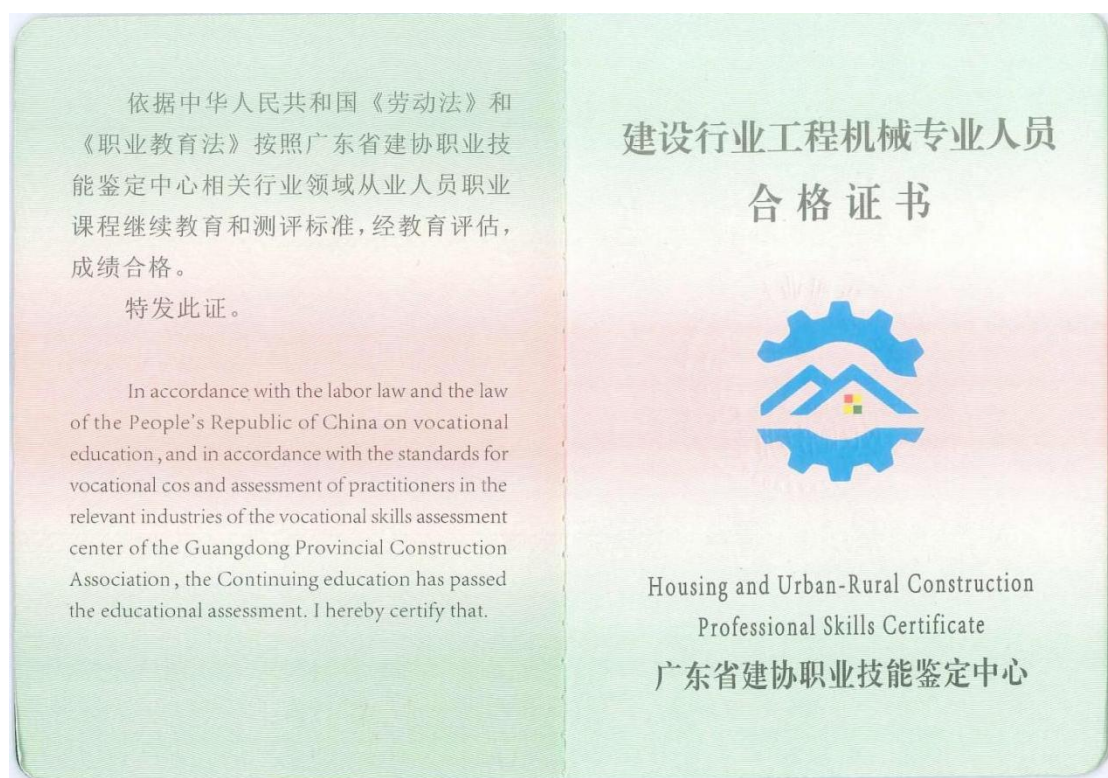 依据中华人民共和国《劳动法》和
《职业教育法》按照广东省建协职业技
能鉴定中心相关行业领域从业人员职业
课程继续教育和测评标准，经教育评估，
成绩合格。
特发此证。
In accordance with the labor law and the law
of the People's Republic of China on vocational
education,and in accordance with the standards for
vocational cos and assessment of practitioners in the
relevant industries of the vocational skills assessment
center of the Guangdong Provincial Construction
Association, the Continuing education has passed
the educational assessment. I hereby certify that.
建设行业工程机械专业人员
合格证书
Housing and Urban-Rural Construction
Professional Skills Certificate
广东省建协职业技能鉴定中心